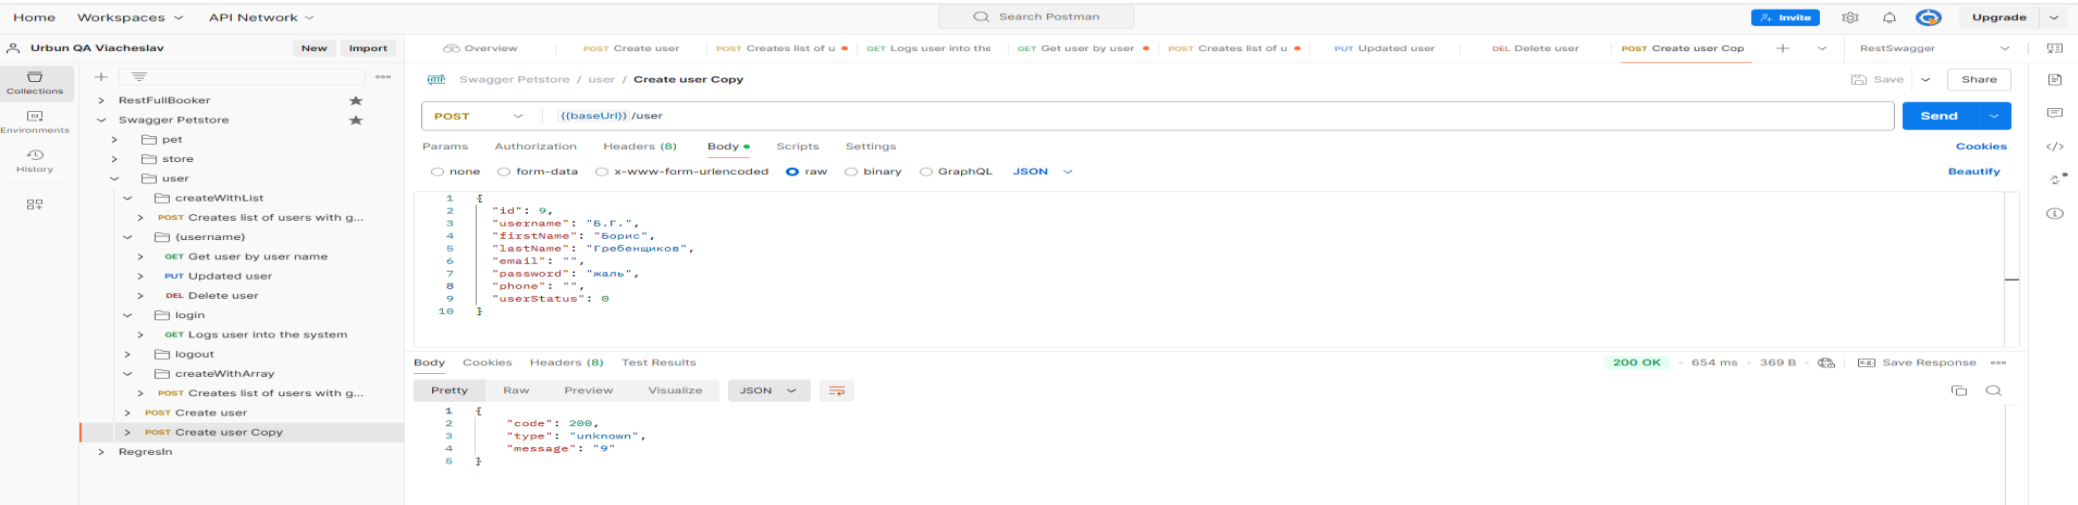 Home Workspaces API Network Search Postman Invite Upgrade
Urbun QA Viacheslav New Import Overview POST Create user POST Creates list of u GET Logs user into the GET Get user by user POST Creates list of u PUT Updated user DEL Delete user POST Create user Cop RestSwagger
Collections
Environments
History
RestFullBooker
Swagger Petstore
pet
store
user
createWithList
POST Creates list of users with g...
{username}
GET Get user by user name
PUT Updated user
DEL Delete user
login
GET Logs user into the system
logout
createWithArray
POST Creates list of users with g...
POST Create user
POST Create user Copy
RegresIn
HTTP Swagger Petstore / user / Create user Copy Save Share
POST {{baseUrl}} /user Send
Params Authorization Headers (8) Body Scripts Settings Cookies
none form-data x-www-form-urlencoded raw binary GraphQL JSON Beautify
1 {
2 "id": 9,
3 "username": "Б.Г.",
4 "firstName": "Борис",
5 "lastName": "Гребенщиков",
6 "email": "",
7 "password": "жаль",
8 "phone": "",
9 "userStatus": 0
10 }
Body Cookies Headers (8) Test Results 200 OK 654 ms 369 B Save Response
Pretty Raw Preview Visualize JSON
1 {
2 "code": 200,
3 "type": "unknown",
4 "message": "9"
5 }